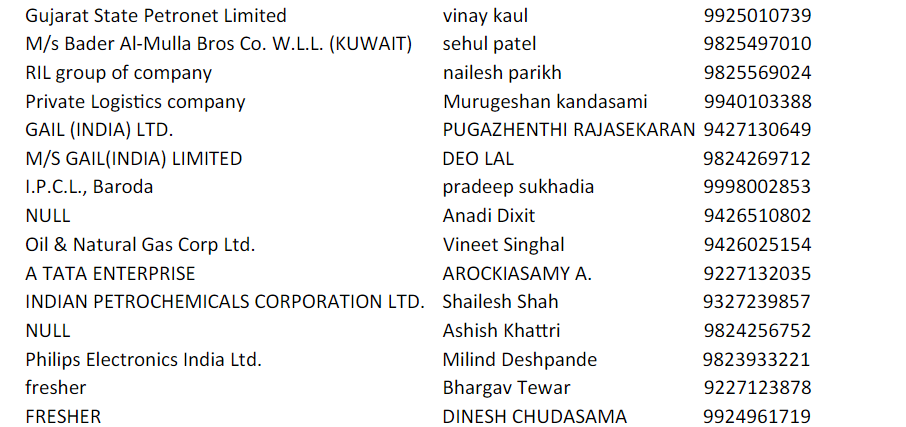 Gujarat State Petronet Limited vinay kaul 9925010739
M/s Bader Al-Mulla Bros Co. W.L.L. (KUWAIT) sehul patel 9825497010
RIL group of company nailesh parikh 9825569024
Private Logistics company Murugeshan kandasami 9940103388
GAIL (INDIA) LTD. PUGAZHENTHI RAJASEKARAN 9427130649
M/S GAIL(INDIA) LIMITED DEO LAL 9824269712
I.P.C.L., Baroda pradeep sukhadia 9998002853
NULL Anadi Dixit 9426510802
Oil & Natural Gas Corp Ltd. Vineet Singhal 9426025154
A TATA ENTERPRISE AROCKIASAMY A. 9227132035
INDIAN PETROCHEMICALS CORPORATION LTD. Shailesh Shah 9327239857
NULL Ashish Khattri 9824256752
Philips Electronics India Ltd. Milind Deshpande 9823933221
fresher Bhargav Tewar 9227123878
FRESHER DINESH CHUDASAMA 9924961719